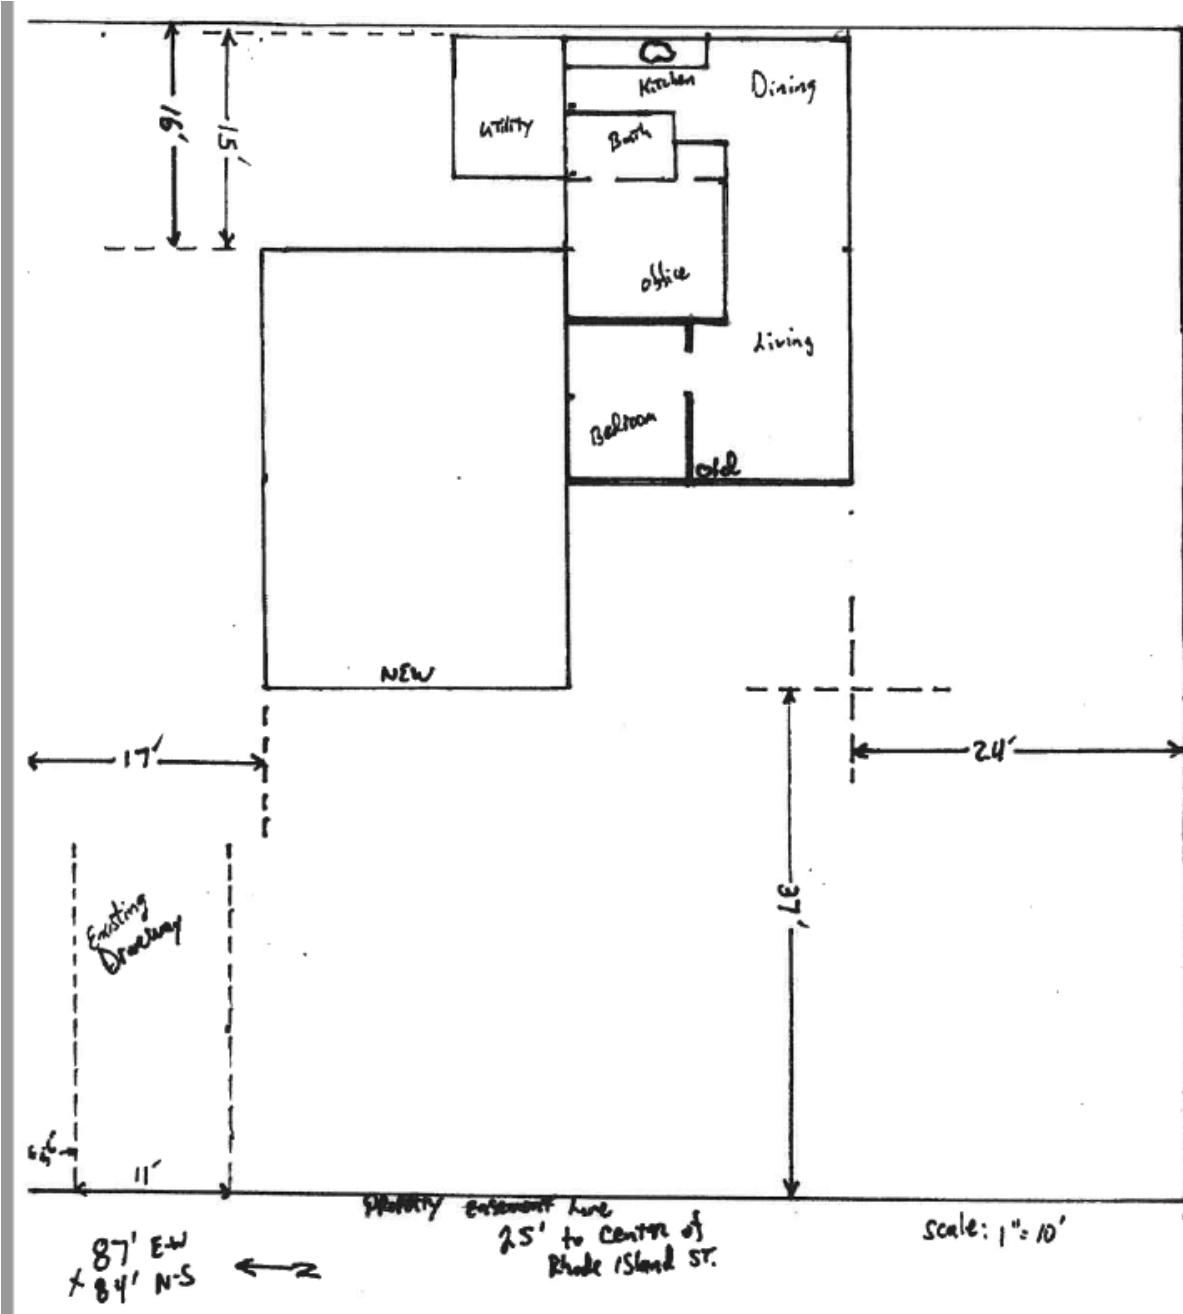 16'
15'
Kitchen
Dining
Utility
Bath
Office
Living
Bedroom
Old
NEW
17'
24'
37'
Existing
Driveway
11'
Property Easement Line
25' to center of
Rhode Island ST.
Scale: 1"=10'
87' E-W
x 84' N-S
N